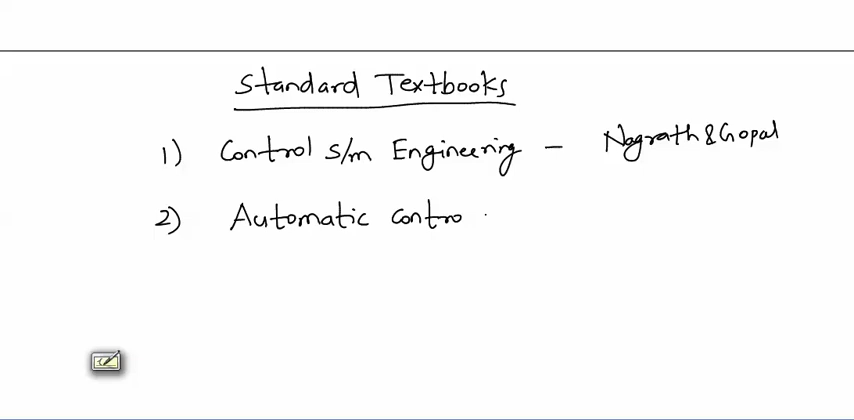 Standard Textbooks
1) Control s/m Engineering - Nagrath & Gopal
2) Automatic contro